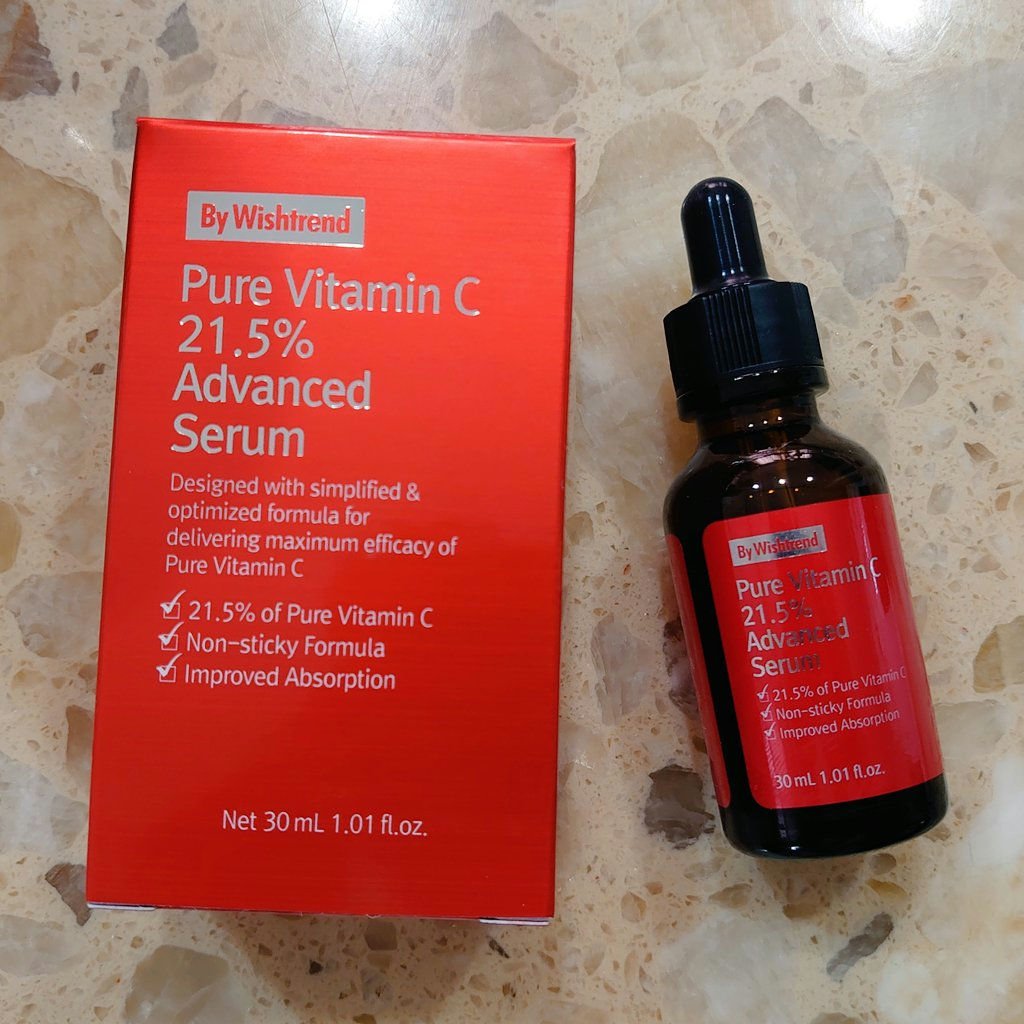 By Wishtrend
Pure Vitamin C
21.5%
Advanced
Serum
Designed with simplified &
optimized formula for
delivering maximum efficacy of
Pure Vitamin C
21.5% of Pure Vitamin C
Non-sticky Formula
Improved Absorption
Net 30 mL 1.01 fl.oz.
By Wishtrend
Pure Vitamin C
21.5%
Advanced
Serum
21.5% of Pure Vitamin C
Non-sticky Formula
Improved Absorption
30 mL 1.01 fl.oz.